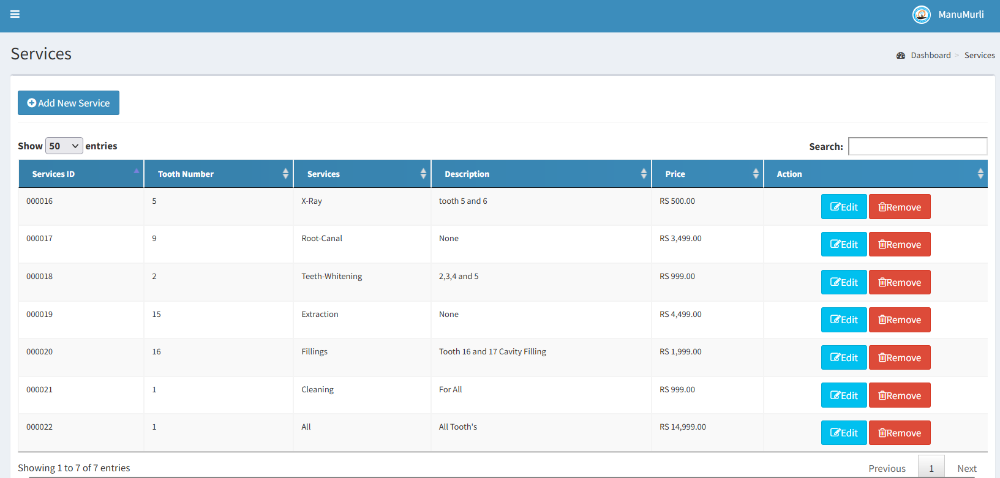 ManuMurli
Services
Dashboard > Services
Add New Service
Show 50 entries
Search:
Services ID Tooth Number Services Description Price Action
000016 5 X-Ray tooth 5 and 6 RS 500.00 Edit Remove
000017 9 Root-Canal None RS 3,499.00 Edit Remove
000018 2 Teeth-Whitening 2,3,4 and 5 RS 999.00 Edit Remove
000019 15 Extraction None RS 4,499.00 Edit Remove
000020 16 Fillings Tooth 16 and 17 Cavity Filling RS 1,999.00 Edit Remove
000021 1 Cleaning For All RS 999.00 Edit Remove
000022 1 All All Tooth's RS 14,999.00 Edit Remove
Showing 1 to 7 of 7 entries
Previous 1 Next